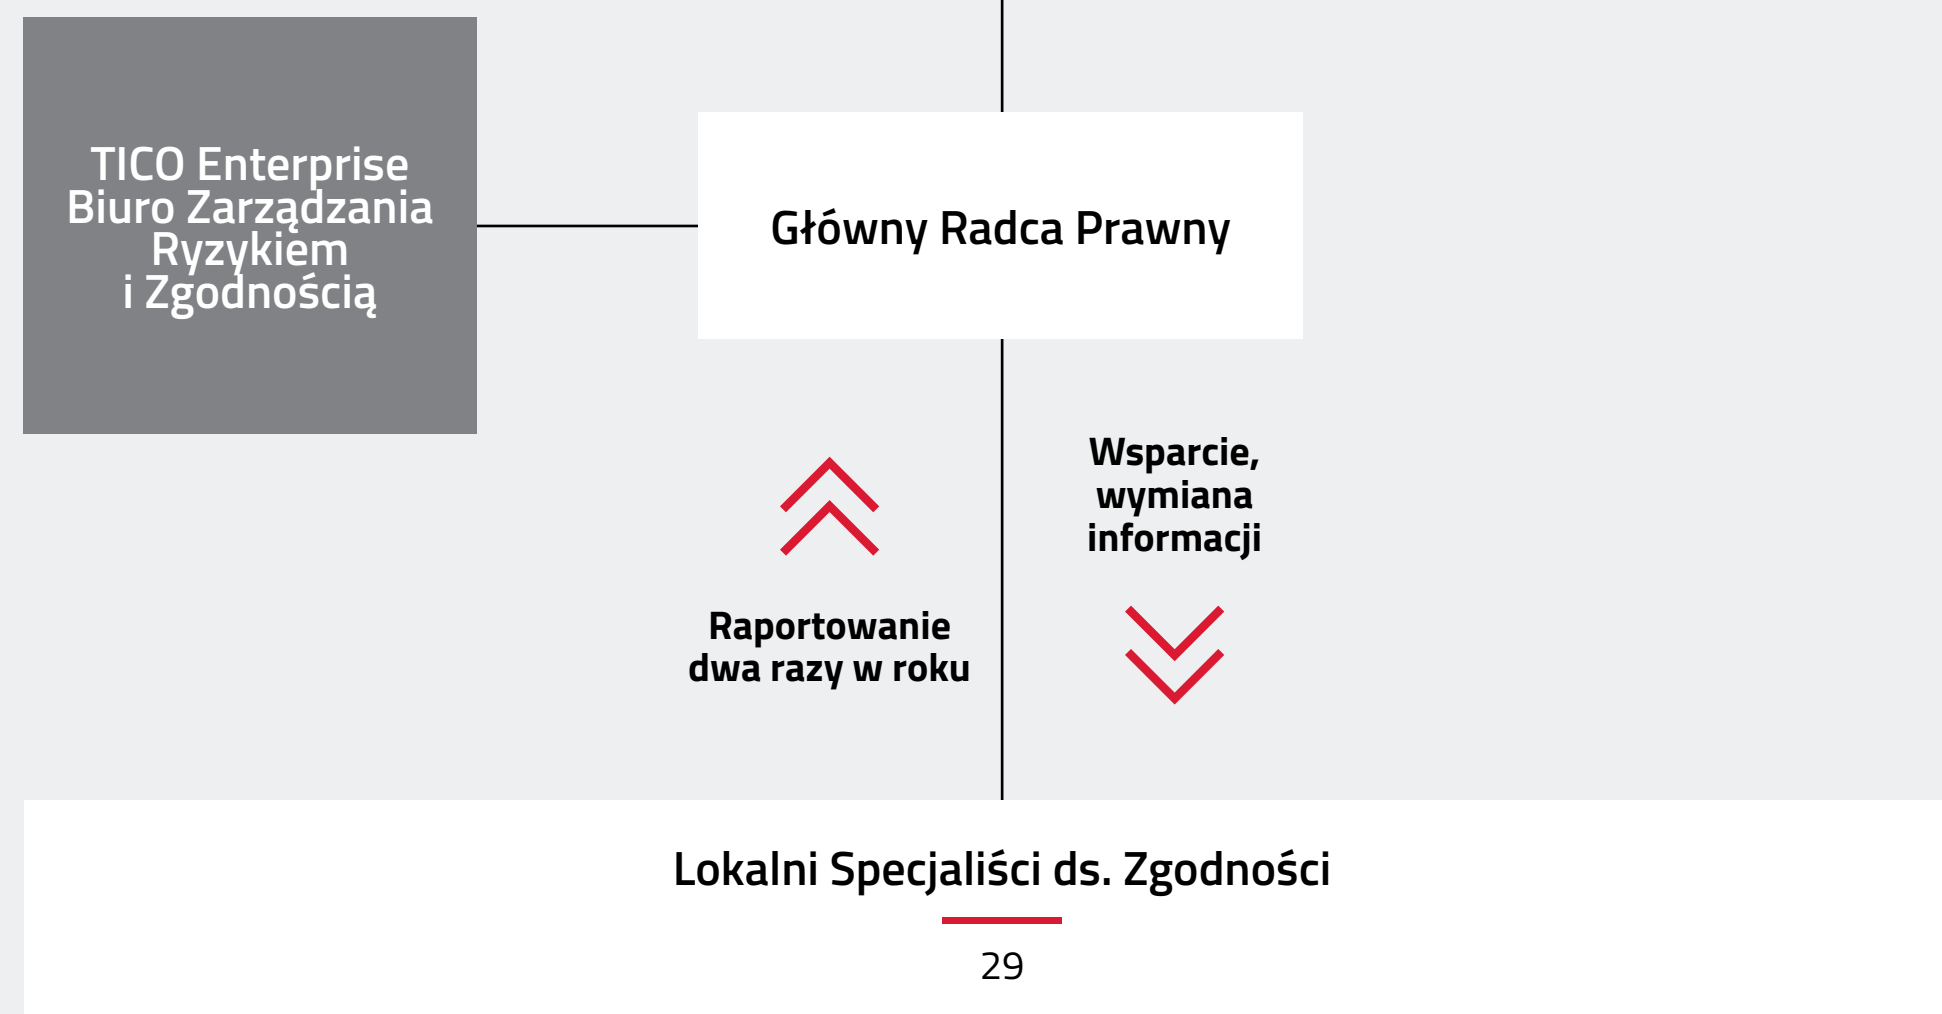 TICO Enterprise
Biuro Zarządzania
Ryzykiem
i Zgodnością
Główny Radca Prawny
Wsparcie,
wymiana
informacji
Raportowanie
dwa razy w roku
Lokalni Specjaliści ds. Zgodności
29